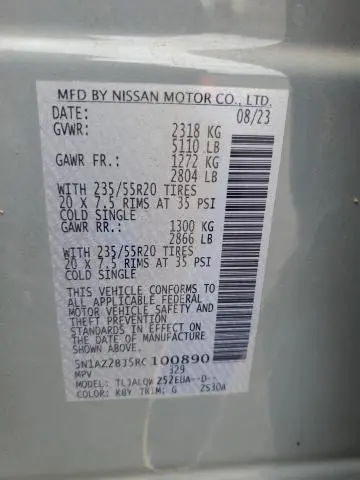 MFD BY NISSAN MOTOR CO., LTD.
DATE: 08/23
GVWR: 2318 KG
5110 LB
GAWR FR.: 1272 KG
2804 LB
WITH 235/55R20 TIRES
20 X 7.5 RIMS AT 35 PSI
COLD SINGLE
GAWR RR.: 1300 KG
2866 LB
WITH 235/55R20 TIRES
20 X 7.5 RIMS AT 35 PSI
COLD SINGLE
THIS VEHICLE CONFORMS TO
ALL APPLICABLE FEDERAL
MOTOR VEHICLE SAFETY AND
THEFT PREVENTION
STANDARDS IN EFFECT ON
THE DATE OF MANUFACTURE
SHOWN ABOVE.
5N1AZ2BJ5RC100890
MPV 329
MDL: TLJALQW Z52EUA--D--
COLOR: KBY TRIM: G Z530A